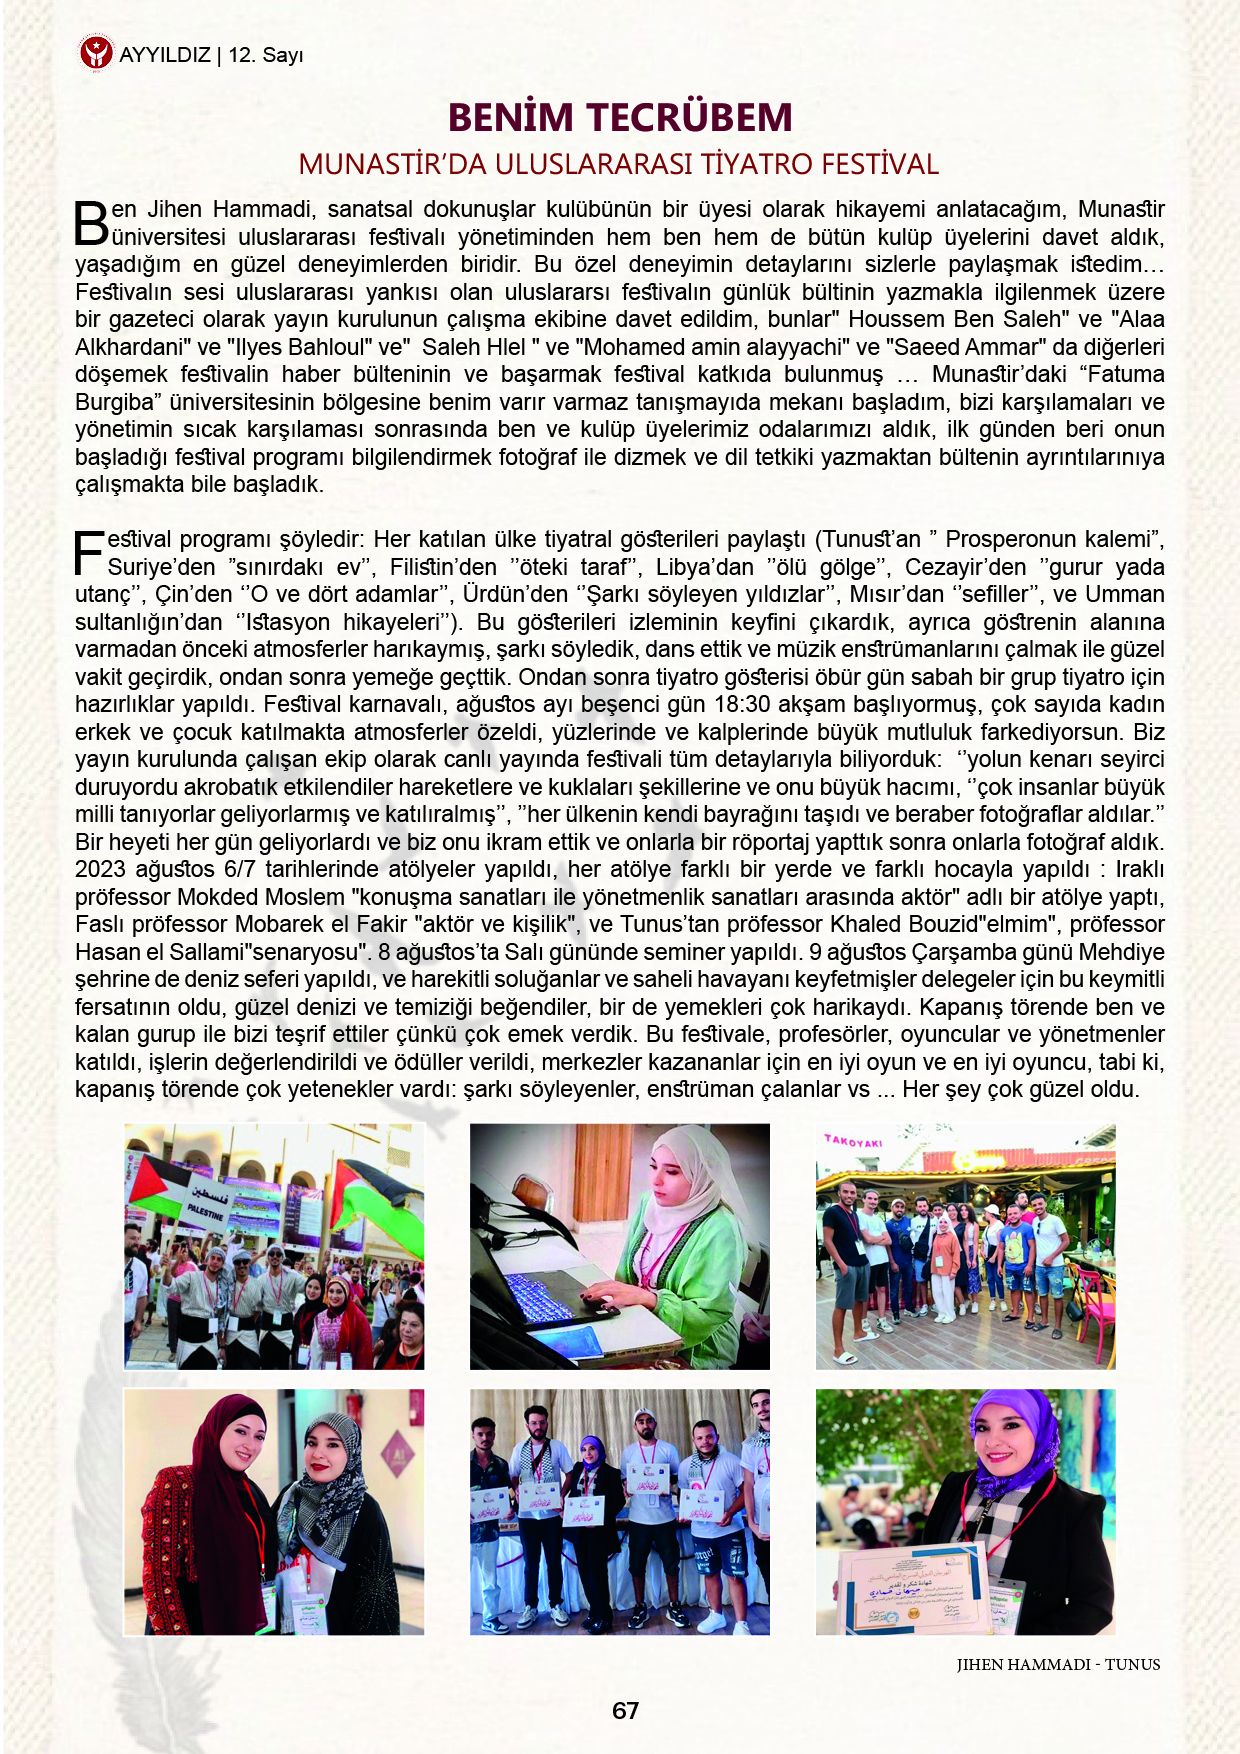 AYYILDIZ | 12. Sayı
BENİM TECRÜBEM
MUNASTİR’DA ULUSLARARASI TİYATRO FESTİVAL
Ben Jihen Hammadi, sanatsal dokunuşlar kulübünün bir üyesi olarak hikayemi anlatacağım, Munastir
üniversitesi uluslararası festivalı yönetiminden hem ben hem de bütün kulüp üyelerini davet aldık,
yaşadığım en güzel deneyimlerden biridir. Bu özel deneyimin detaylarını sizlerle paylaşmak istedim…
Festivalın sesi uluslararası yankısı olan uluslararsı festivalın günlük bültinin yazmakla ilgilenmek üzere
bir gazeteci olarak yayın kurulunun çalışma ekibine davet edildim, bunlar" Houssem Ben Saleh" ve "Alaa
Alkhardani" ve "Ilyes Bahloul" ve"  Saleh Hlel " ve "Mohamed amin alayyachi" ve "Saeed Ammar" da diğerleri
döşemek festivalin haber bülteninin ve başarmak festival katkıda bulunmuş … Munastir’daki “Fatuma
Burgiba” üniversitesinin bölgesine benim varır varmaz tanışmayıda mekanı başladım, bizi karşılamaları ve
yönetimin sıcak karşılaması sonrasında ben ve kulüp üyelerimiz odalarımızı aldık, ilk günden beri onun
başladığı festival programı bilgilendirmek fotoğraf ile dizmek ve dil tetkiki yazmaktan bültenin ayrıntılarınıya
çalışmakta bile başladık.
Festival programı şöyledir: Her katılan ülke tiyatral gösterileri paylaştı (Tunust’an ” Prosperonun kalemi”,
Suriye’den ”sınırdakı ev’’, Filistin’den ’’öteki taraf’’, Libya’dan ’’ölü gölge’’, Cezayir’den ’’gurur yada
utanç’’, Çin’den ‘’O ve dört adamlar’’, Ürdün’den ‘’Şarkı söyleyen yıldızlar’’, Mısır’dan ‘’sefiller’’, ve Umman
sultanlığın’dan ‘’Istasyon hikayeleri’’). Bu gösterileri izleminin keyfini çıkardık, ayrıca göstrenin alanına
varmadan önceki atmosferler harıkaymış, şarkı söyledik, dans ettik ve müzik enstrümanlarını çalmak ile güzel
vakit geçirdik, ondan sonra yemeğe geçttik. Ondan sonra tiyatro gösterisi öbür gün sabah bir grup tiyatro için
hazırlıklar yapıldı. Festival karnavalı, ağustos ayı beşenci gün 18:30 akşam başlıyormuş, çok sayıda kadın
erkek ve çocuk katılmakta atmosferler özeldi, yüzlerinde ve kalplerinde büyük mutluluk farkediyorsun. Biz
yayın kurulunda çalışan ekip olarak canlı yayında festivali tüm detaylarıyla biliyorduk:  ‘’yolun kenarı seyirci
duruyordu akrobatik etkilendiler hareketlere ve kuklaları şekillerine ve onu büyük hacımı, ‘’çok insanlar büyük
milli tanıyorlar geliyorlarmış ve katılıralmış’’, ’’her ülkenin kendi bayrağını taşıdı ve beraber fotoğraflar aldılar.’’
Bir heyeti her gün geliyorlardı ve biz onu ikram ettik ve onlarla bir röportaj yapttık sonra onlarla fotoğraf aldık.
2023 ağustos 6/7 tarihlerinde atölyeler yapıldı, her atölye farklı bir yerde ve farklı hocayla yapıldı : Iraklı
pröfessor Mokded Moslem "konuşma sanatları ile yönetmenlik sanatları arasında aktör" adlı bir atölye yaptı,
Faslı pröfessor Mobarek el Fakir "aktör ve kişilik", ve Tunus’tan pröfessor Khaled Bouzid"elmim", pröfessor
Hasan el Sallami"senaryosu". 8 ağustos’ta Salı gününde seminer yapıldı. 9 ağustos Çarşamba günü Mehdiye
şehrine de deniz seferi yapıldı, ve harekitli soluğanlar ve saheli havayanı keyfetmişler delegeler için bu keymitli
fersatının oldu, güzel denizi ve temiziği beğendiler, bir de yemekleri çok harikaydı. Kapanış törende ben ve
kalan gurup ile bizi teşrif ettiler çünkü çok emek verdik. Bu festivale, profesörler, oyuncular ve yönetmenler
katıldı, işlerin değerlendirildi ve ödüller verildi, merkezler kazananlar için en iyi oyun ve en iyi oyuncu, tabi ki,
kapanış törende çok yetenekler vardı: şarkı söyleyenler, enstrüman çalanlar vs ... Her şey çok güzel oldu.
فلسطين
PALESTINE
TAKOYAKI
شهادة شكر و تقدير
JIHEN HAMMADI - TUNUS
67